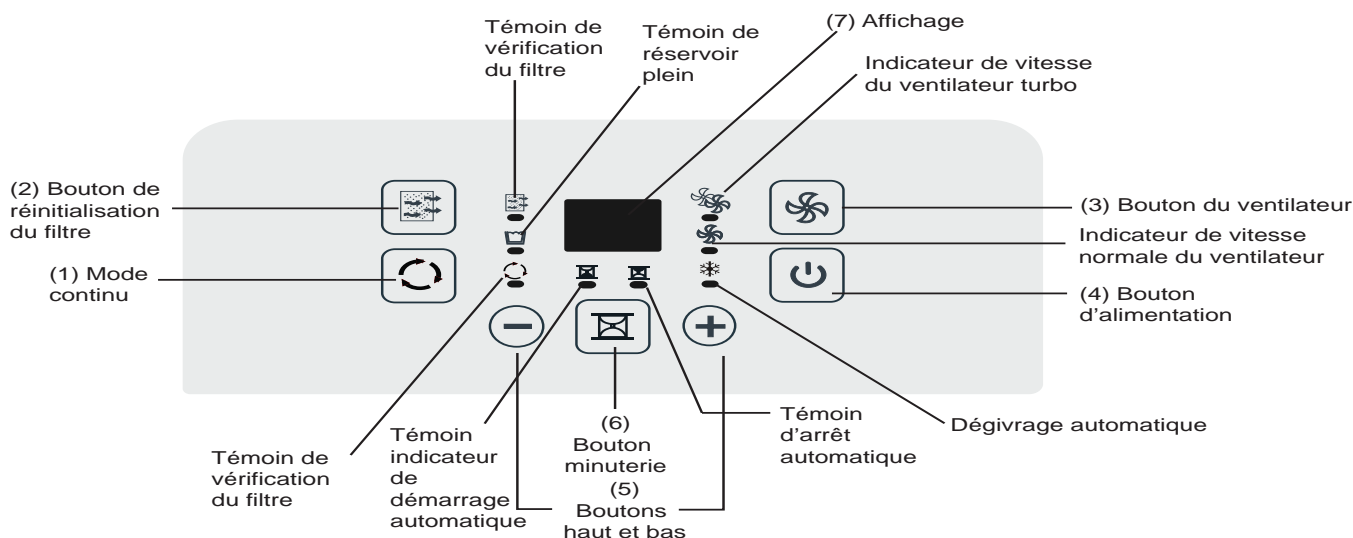 Témoin de
vérification
du filtre
Témoin de
réservoir
plein
(7) Affichage
Indicateur de vitesse
du ventilateur turbo
(2) Bouton de
réinitialisation
du filtre
(1) Mode
continu
(3) Bouton du ventilateur
Indicateur de vitesse
normale du ventilateur
(4) Bouton
d'alimentation
Témoin de
vérification
du filtre
Témoin
indicateur
de
démarrage
automatique
(6)
Bouton
minuterie
(5)
Boutons
haut et bas
Témoin
d'arrêt
automatique
Dégivrage automatique